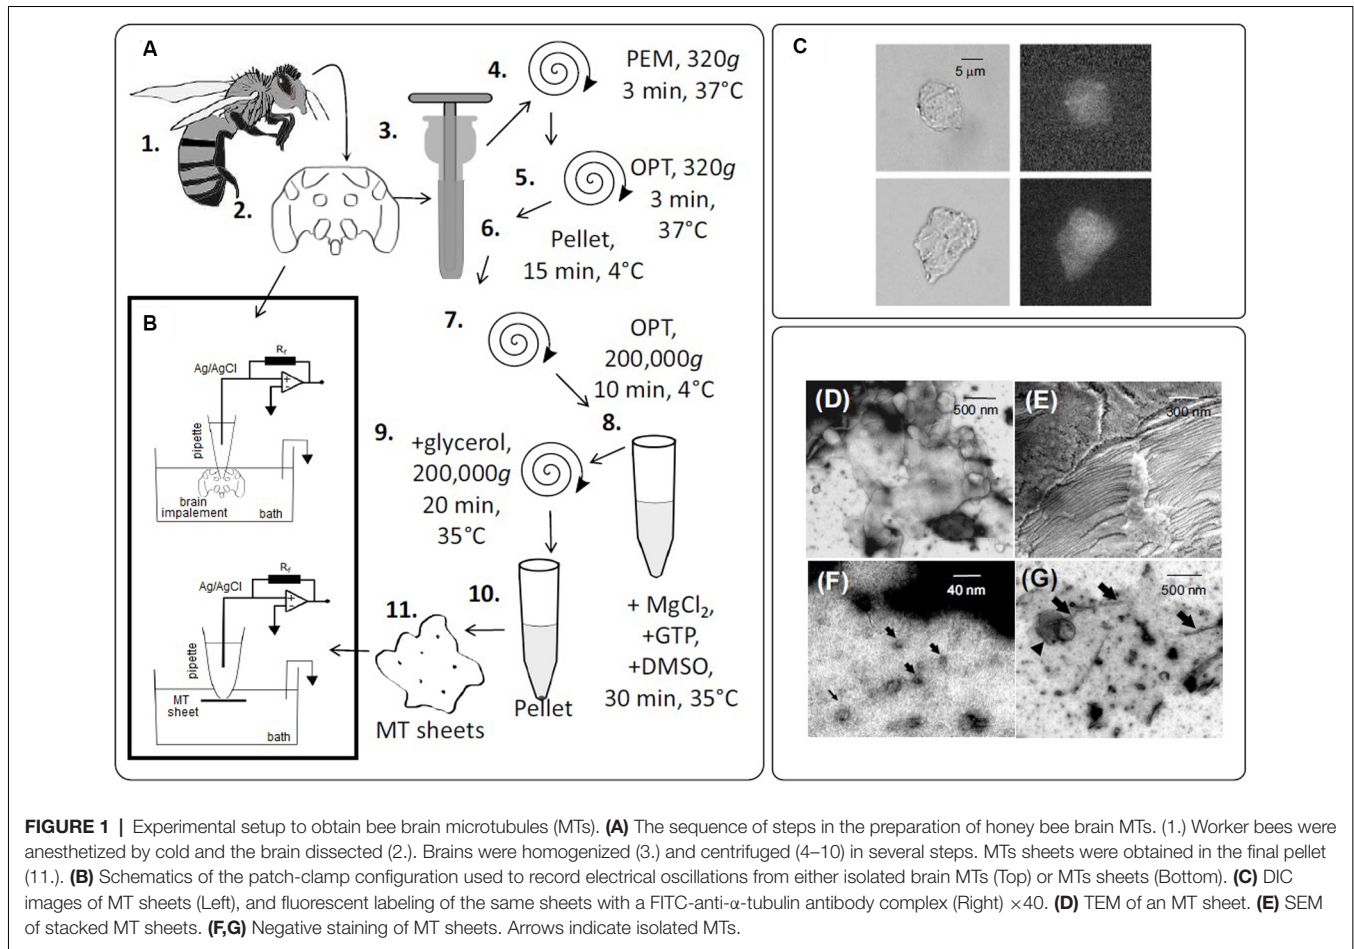 A
1.
2.
3.
4.
PEM, 320g
3 min, 37°C
5.
OPT, 320g
3 min,
37°C
6.
Pellet,
15 min, 4°C
7.
OPT,
200,000g
10 min, 4°C
8.
+ MgCl₂,
+GTP,
+DMSO,
30 min, 35°C
9.
+glycerol,
200,000g
20 min,
35°C
10.
Pellet
11.
MT sheets
B
Rf
Ag/AgCl
pipette
brain
impalement
bath
Rf
Ag/AgCl
pipette
MT
sheet
bath
C
5 μm
(D)
500 nm
(E)
300 nm
(F)
40 nm
(G)
500 nm
FIGURE 1 | Experimental setup to obtain bee brain microtubules (MTs). (A) The sequence of steps in the preparation of honey bee brain MTs. (1.) Worker bees were
anesthetized by cold and the brain dissected (2.). Brains were homogenized (3.) and centrifuged (4–10) in several steps. MTs sheets were obtained in the final pellet
(11.). (B) Schematics of the patch-clamp configuration used to record electrical oscillations from either isolated brain MTs (Top) or MTs sheets (Bottom). (C) DIC
images of MT sheets (Left), and fluorescent labeling of the same sheets with a FITC-anti-α-tubulin antibody complex (Right) ×40. (D) TEM of an MT sheet. (E) SEM
of stacked MT sheets. (F,G) Negative staining of MT sheets. Arrows indicate isolated MTs.